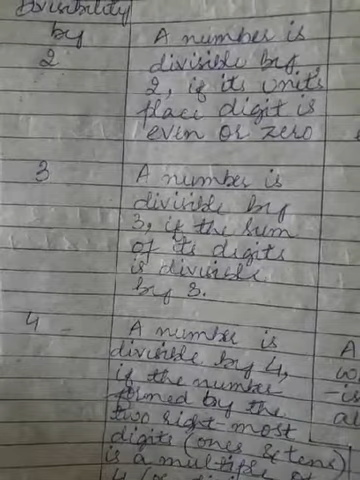 Divisibility
by
A number is
2
divisible by
2, if its units
place digit is
even or zero
3
A number is
divisible by
3, if the sum
of its digits
is divisible
by 3.
4
A number is
divisible by 4,
if the number
formed by the
two right most
digits (ones & tens)
is a multiple of
A